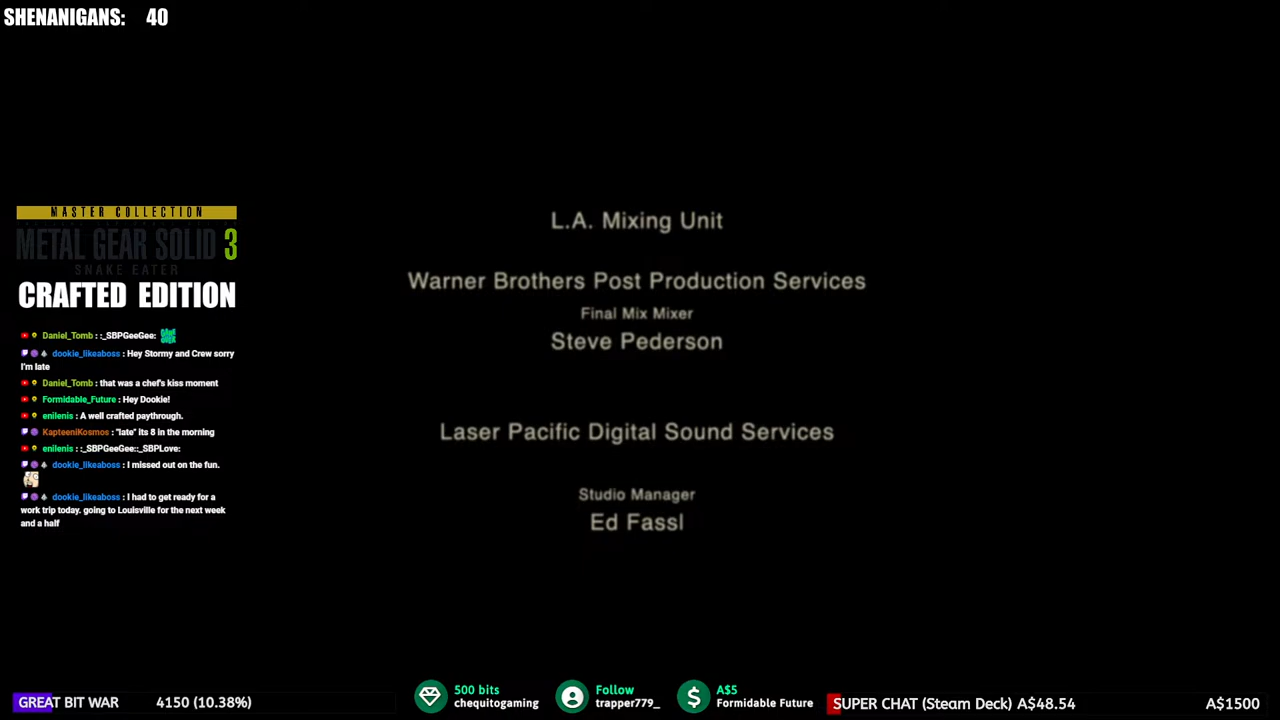 SHENANIGANS: 40
MASTER COLLECTION
METAL GEAR SOLID 3
SNAKE EATER
CRAFTED EDITION
Daniel_Tomb : :_SBPGeeGee:
dookie_likeaboss : Hey Stormy and Crew sorry
I'm late
Daniel_Tomb : that was a chef's kiss moment
Formidable_Future : Hey Dookie!
enilenis : A well crafted paythrough.
KapteeniKosmos : "late" its 8 in the morning
enilenis : :_SBPGeeGee::_SBPLove:
dookie_likeaboss : I missed out on the fun.
dookie_likeaboss : I had to get ready for a
work trip today. going to Louisville for the next week
and a half
L.A. Mixing Unit
Warner Brothers Post Production Services
Final Mix Mixer
Steve Pederson
Laser Pacific Digital Sound Services
Studio Manager
Ed Fassl
GREAT BIT WAR 4150 (10.38%)
500 bits
chequitogaming
Follow
trapper779_
A$5
Formidable Future
SUPER CHAT (Steam Deck) A$48.54 A$1500